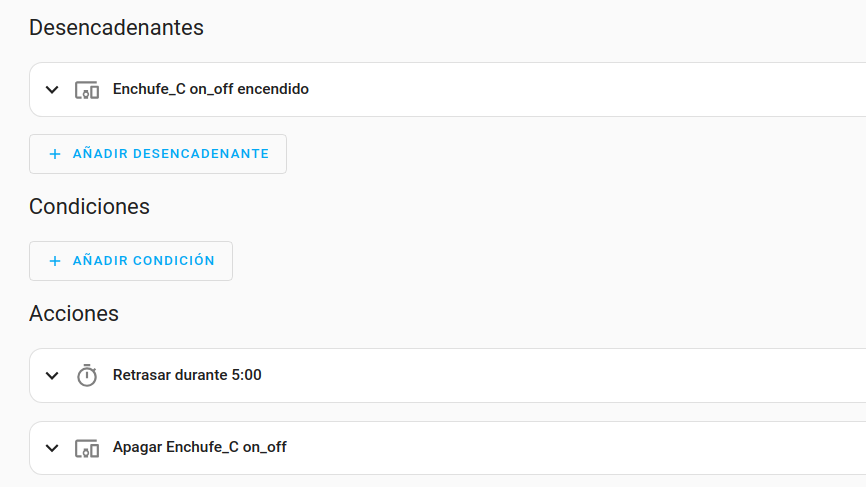 Desencadenantes
Enchufe_C on_off encendido
+ AÑADIR DESENCADENANTE
Condiciones
+ AÑADIR CONDICIÓN
Acciones
Retrasar durante 5:00
Apagar Enchufe_C on_off